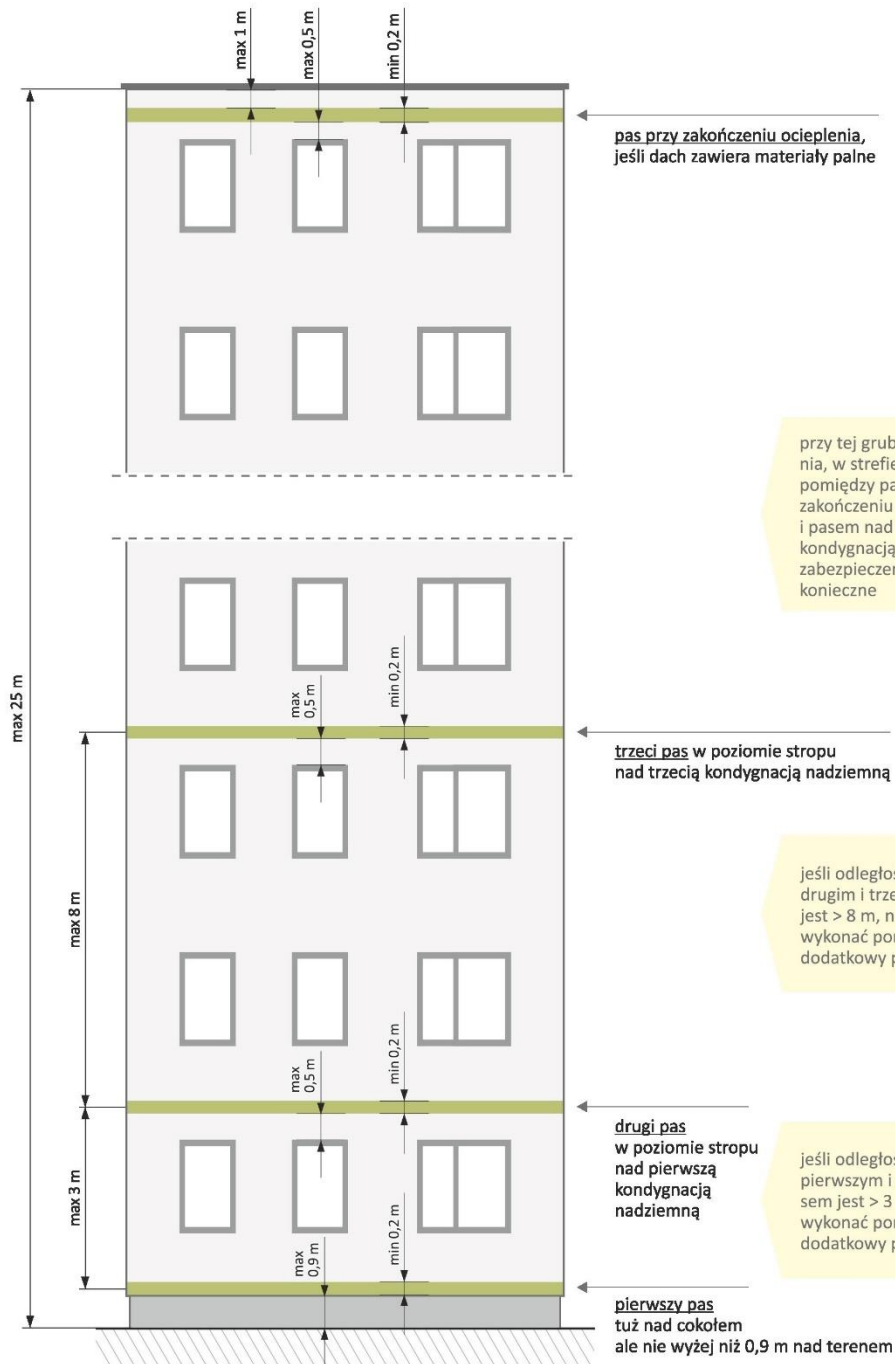 max 1 m
max 0,5 m
min 0,2 m
pas przy zakończeniu ocieplenia,
jeśli dach zawiera materiały palne
przy tej grub
nia, w strefie
pomiędzy pa
zakończeniu
i pasem nad
kondygnacją
zabezpieczen
konieczne
max 25 m
max
0,5 m
min 0,2 m
trzeci pas w poziomie stropu
nad trzecią kondygnacją nadziemną
max 8 m
jeśli odległoś
drugim i trze
jest > 8 m, n
wykonać por
dodatkowy p
max
0,5 m
min 0,2 m
drugi pas
w poziomie stropu
nad pierwszą
kondygnacją
nadziemną
max 3 m
jeśli odległoś
pierwszym i
sem jest > 3
wykonać por
dodatkowy p
max
0,9 m
min 0,2 m
pierwszy pas
tuż nad cokołem
ale nie wyżej niż 0,9 m nad terenem